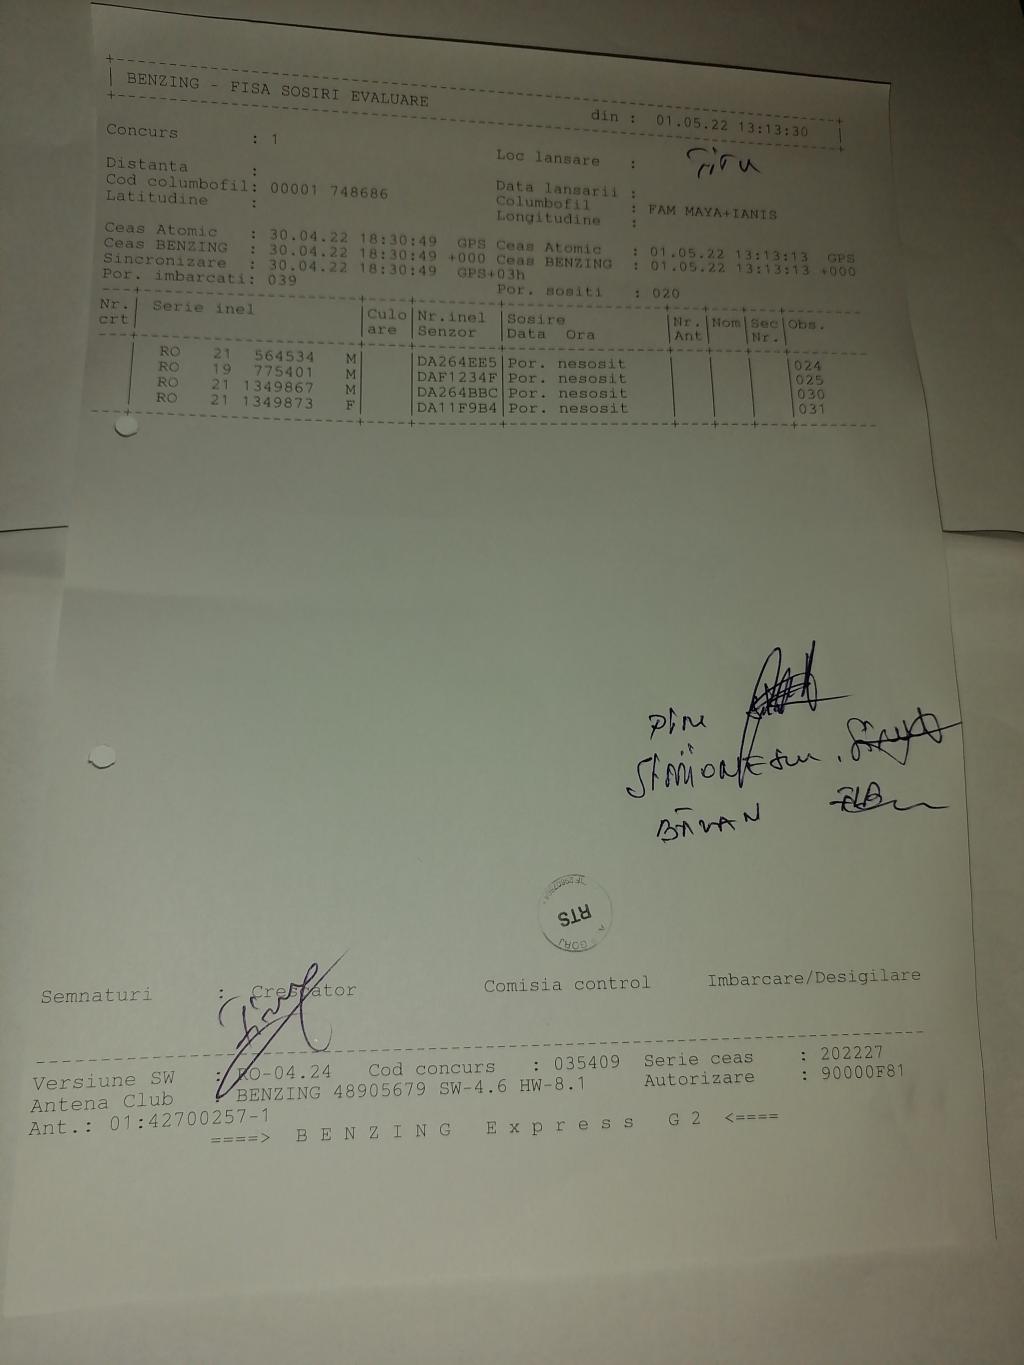 BENZING - FISA SOSIRI EVALUARE din : 01.05.22 13:13:30
Concurs : 1 Loc lansare : Titu
Distanta : Data lansarii :
Cod columbofil: 00001 748686 Columbofil : FAM MAYA+IANIS
Latitudine : Longitudine :
Ceas Atomic : 30.04.22 18:30:49 GPS Ceas Atomic : 01.05.22 13:13:13 GPS
Ceas BENZING : 30.04.22 18:30:49 +000 Ceas BENZING : 01.05.22 13:13:13 +000
Sincronizare : 30.04.22 18:30:49 GPS+03h
Por. imbarcati: 039 Por. sositi : 020
Nr. Serie inel Culo Nr.inel Sosire Nr. Nom Sec Obs.
crt are Senzor Data Ora Ant Nr.
RO 21 564534 M DA264EE5 Por. nesosit 024
RO 19 775401 M DAF1234F Por. nesosit 025
RO 21 1349867 M DA264BBC Por. nesosit 030
RO 21 1349873 F DA11F9B4 Por. nesosit 031
BĂLAN
RTS
GORJ
Semnaturi : Crescator Comisia control Imbarcare/Desigilare
Versiune SW : RO-04.24 Cod concurs : 035409 Serie ceas : 202227
Antena Club : BENZING 48905679 SW-4.6 HW-8.1 Autorizare : 90000F81
Ant.: 01:42700257-1
====> BENZING Express G2 <====